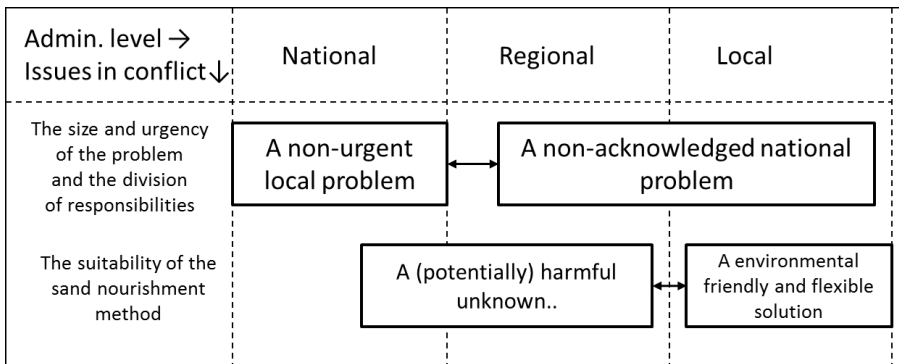 Admin. level →
Issues in conflict ↓
National
Regional
Local
The size and urgency
of the problem
and the division
of responsibilities
A non-urgent
local problem
A non-acknowledged national
problem
The suitability of the
sand nourishment
method
A (potentially) harmful
unknown..
A environmental
friendly and flexible
solution